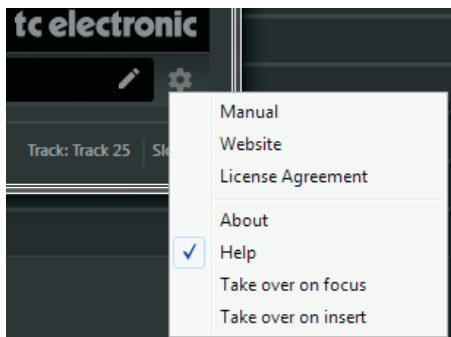 tc electronic
Track: Track 25
Manual
Website
License Agreement
About
Help
Take over on focus
Take over on insert